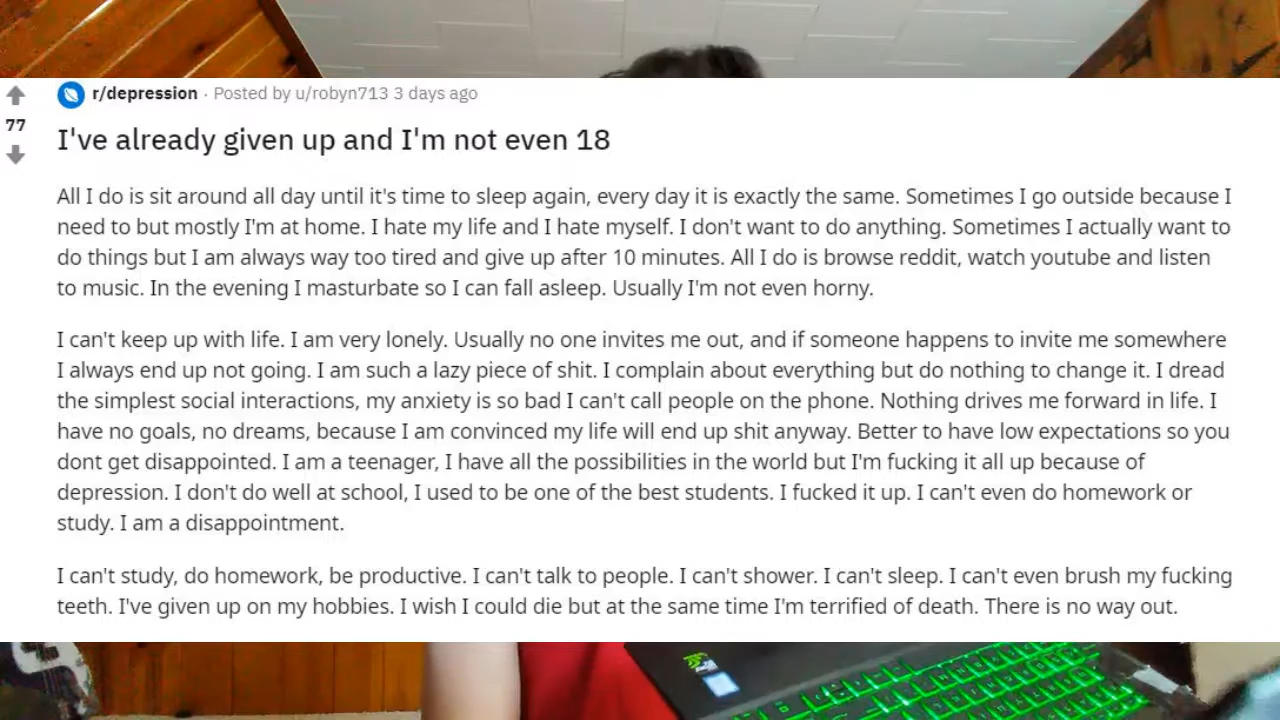 r/depression · Posted by u/robyn713 3 days ago
77
I've already given up and I'm not even 18
All I do is sit around all day until it's time to sleep again, every day it is exactly the same. Sometimes I go outside because I
need to but mostly I'm at home. I hate my life and I hate myself. I don't want to do anything. Sometimes I actually want to
do things but I am always way too tired and give up after 10 minutes. All I do is browse reddit, watch youtube and listen
to music. In the evening I masturbate so I can fall asleep. Usually I'm not even horny.
I can't keep up with life. I am very lonely. Usually no one invites me out, and if someone happens to invite me somewhere
I always end up not going. I am such a lazy piece of shit. I complain about everything but do nothing to change it. I dread
the simplest social interactions, my anxiety is so bad I can't call people on the phone. Nothing drives me forward in life. I
have no goals, no dreams, because I am convinced my life will end up shit anyway. Better to have low expectations so you
dont get disappointed. I am a teenager, I have all the possibilities in the world but I'm fucking it all up because of
depression. I don't do well at school, I used to be one of the best students. I fucked it up. I can't even do homework or
study. I am a disappointment.
I can't study, do homework, be productive. I can't talk to people. I can't shower. I can't sleep. I can't even brush my fucking
teeth. I've given up on my hobbies. I wish I could die but at the same time I'm terrified of death. There is no way out.